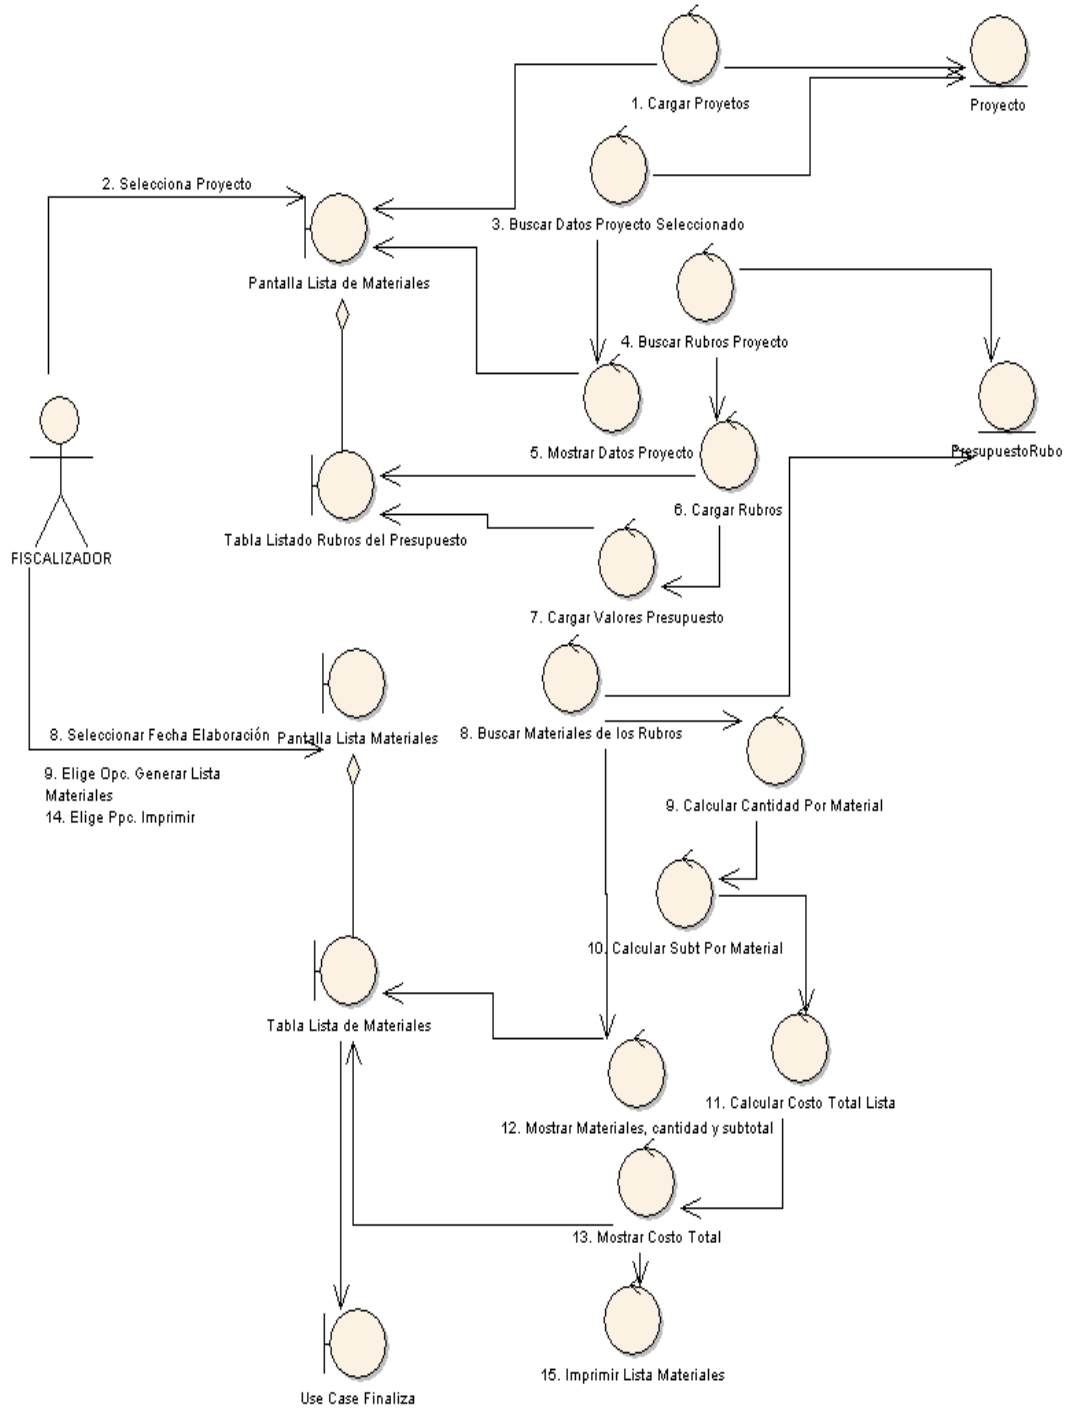 1. Cargar Proyetos
Proyecto
2. Selecciona Proyecto
3. Buscar Datos Proyecto Seleccionado
Pantalla Lista de Materiales
4. Buscar Rubros Proyecto
5. Mostrar Datos Proyecto
PresupuestoRubo
6. Cargar Rubros
Tabla Listado Rubros del Presupuesto
FISCALIZADOR
7. Cargar Valores Presupuesto
8. Seleccionar Fecha Elaboración
Pantalla Lista Materiales
8. Buscar Materiales de los Rubros
9. Elige Opc. Generar Lista
Materiales
14. Elige Ppc. Imprimir
9. Calcular Cantidad Por Material
10. Calcular Subt Por Material
Tabla Lista de Materiales
11. Calcular Costo Total Lista
12. Mostrar Materiales, cantidad y subtotal
13. Mostrar Costo Total
15. Imprimir Lista Materiales
Use Case Finaliza